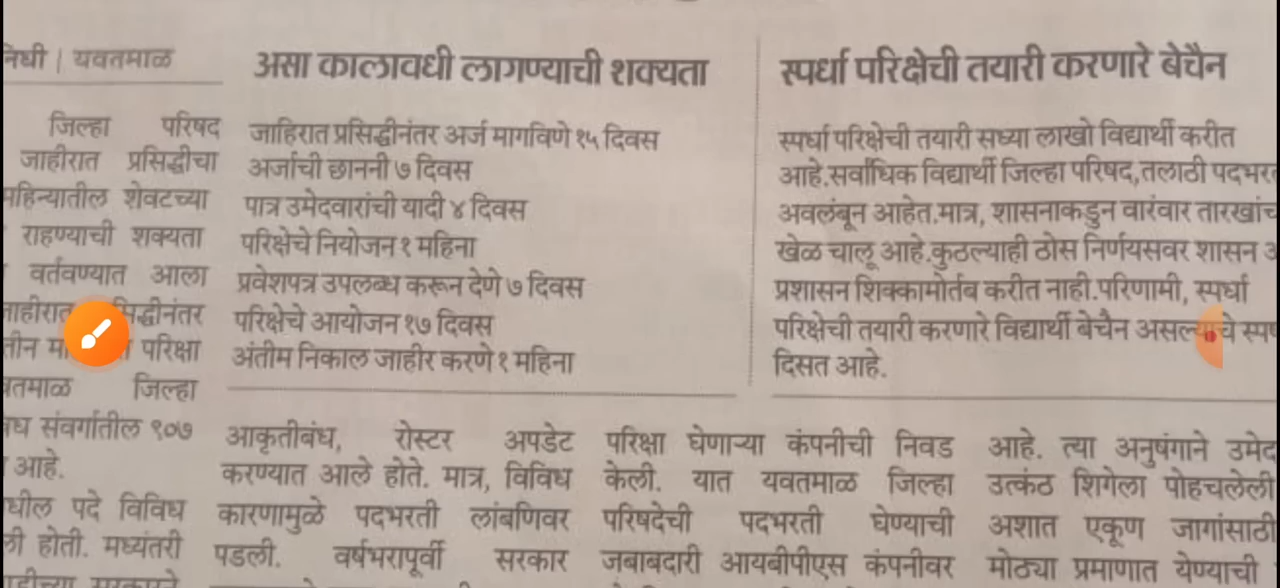 निधी | यवतमाळ
जिल्हा परिषद
जाहीरात प्रसिद्धीचा
महिन्यातील शेवटच्या
राहण्याची शक्यता
वर्तवण्यात आला
परिक्षा
जिल्हा
संवर्गातील ९०७
आहे.
पदे विविध
होती. मध्यंतरी
असा कालावधी लागण्याची शक्यता
जाहिरात प्रसिद्धीनंतर अर्ज मागविणे १५ दिवस
अर्जाची छाननी ७ दिवस
पात्र उमेदवारांची यादी ४ दिवस
परिक्षेचे नियोजन १ महिना
प्रवेशपत्र उपलब्ध करून देणे ७ दिवस
परिक्षेचे आयोजन १७ दिवस
अंतीम निकाल जाहीर करणे १ महिना
स्पर्धा परिक्षेची तयारी करणारे बेचैन
स्पर्धा परिक्षेची तयारी सध्या लाखो विद्यार्थी करीत
आहे.सर्वाधिक विद्यार्थी जिल्हा परिषद,तलाठी
अवलंबून आहेत.मात्र, शासनाकडुन वारंवार
खेळ चालू आहे.कुठल्याही ठोस निर्णयसवर शासन
प्रशासन शिक्कामोर्तब करीत नाही.परिणामी, स्पर्धा
परिक्षेची तयारी करणारे विद्यार्थी बेचैन
दिसत आहे.
आकृतीबंध, रोस्टर अपडेट
करण्यात आले होते. मात्र, विविध
कारणामुळे पदभरती लांबणिवर
पडली. वर्षभरापूर्वी सरकार
परिक्षा घेणाऱ्या कंपनीची निवड
केली. यात यवतमाळ जिल्हा
परिषदेची पदभरती घेण्याची
जबाबदारी आयबीपीएस कंपनीवर
आहे. त्या अनुषंगाने
उत्कंठ शिगेला पोहचलेली
अशात एकूण जागांसाठी
मोठ्या प्रमाणात येण्याची